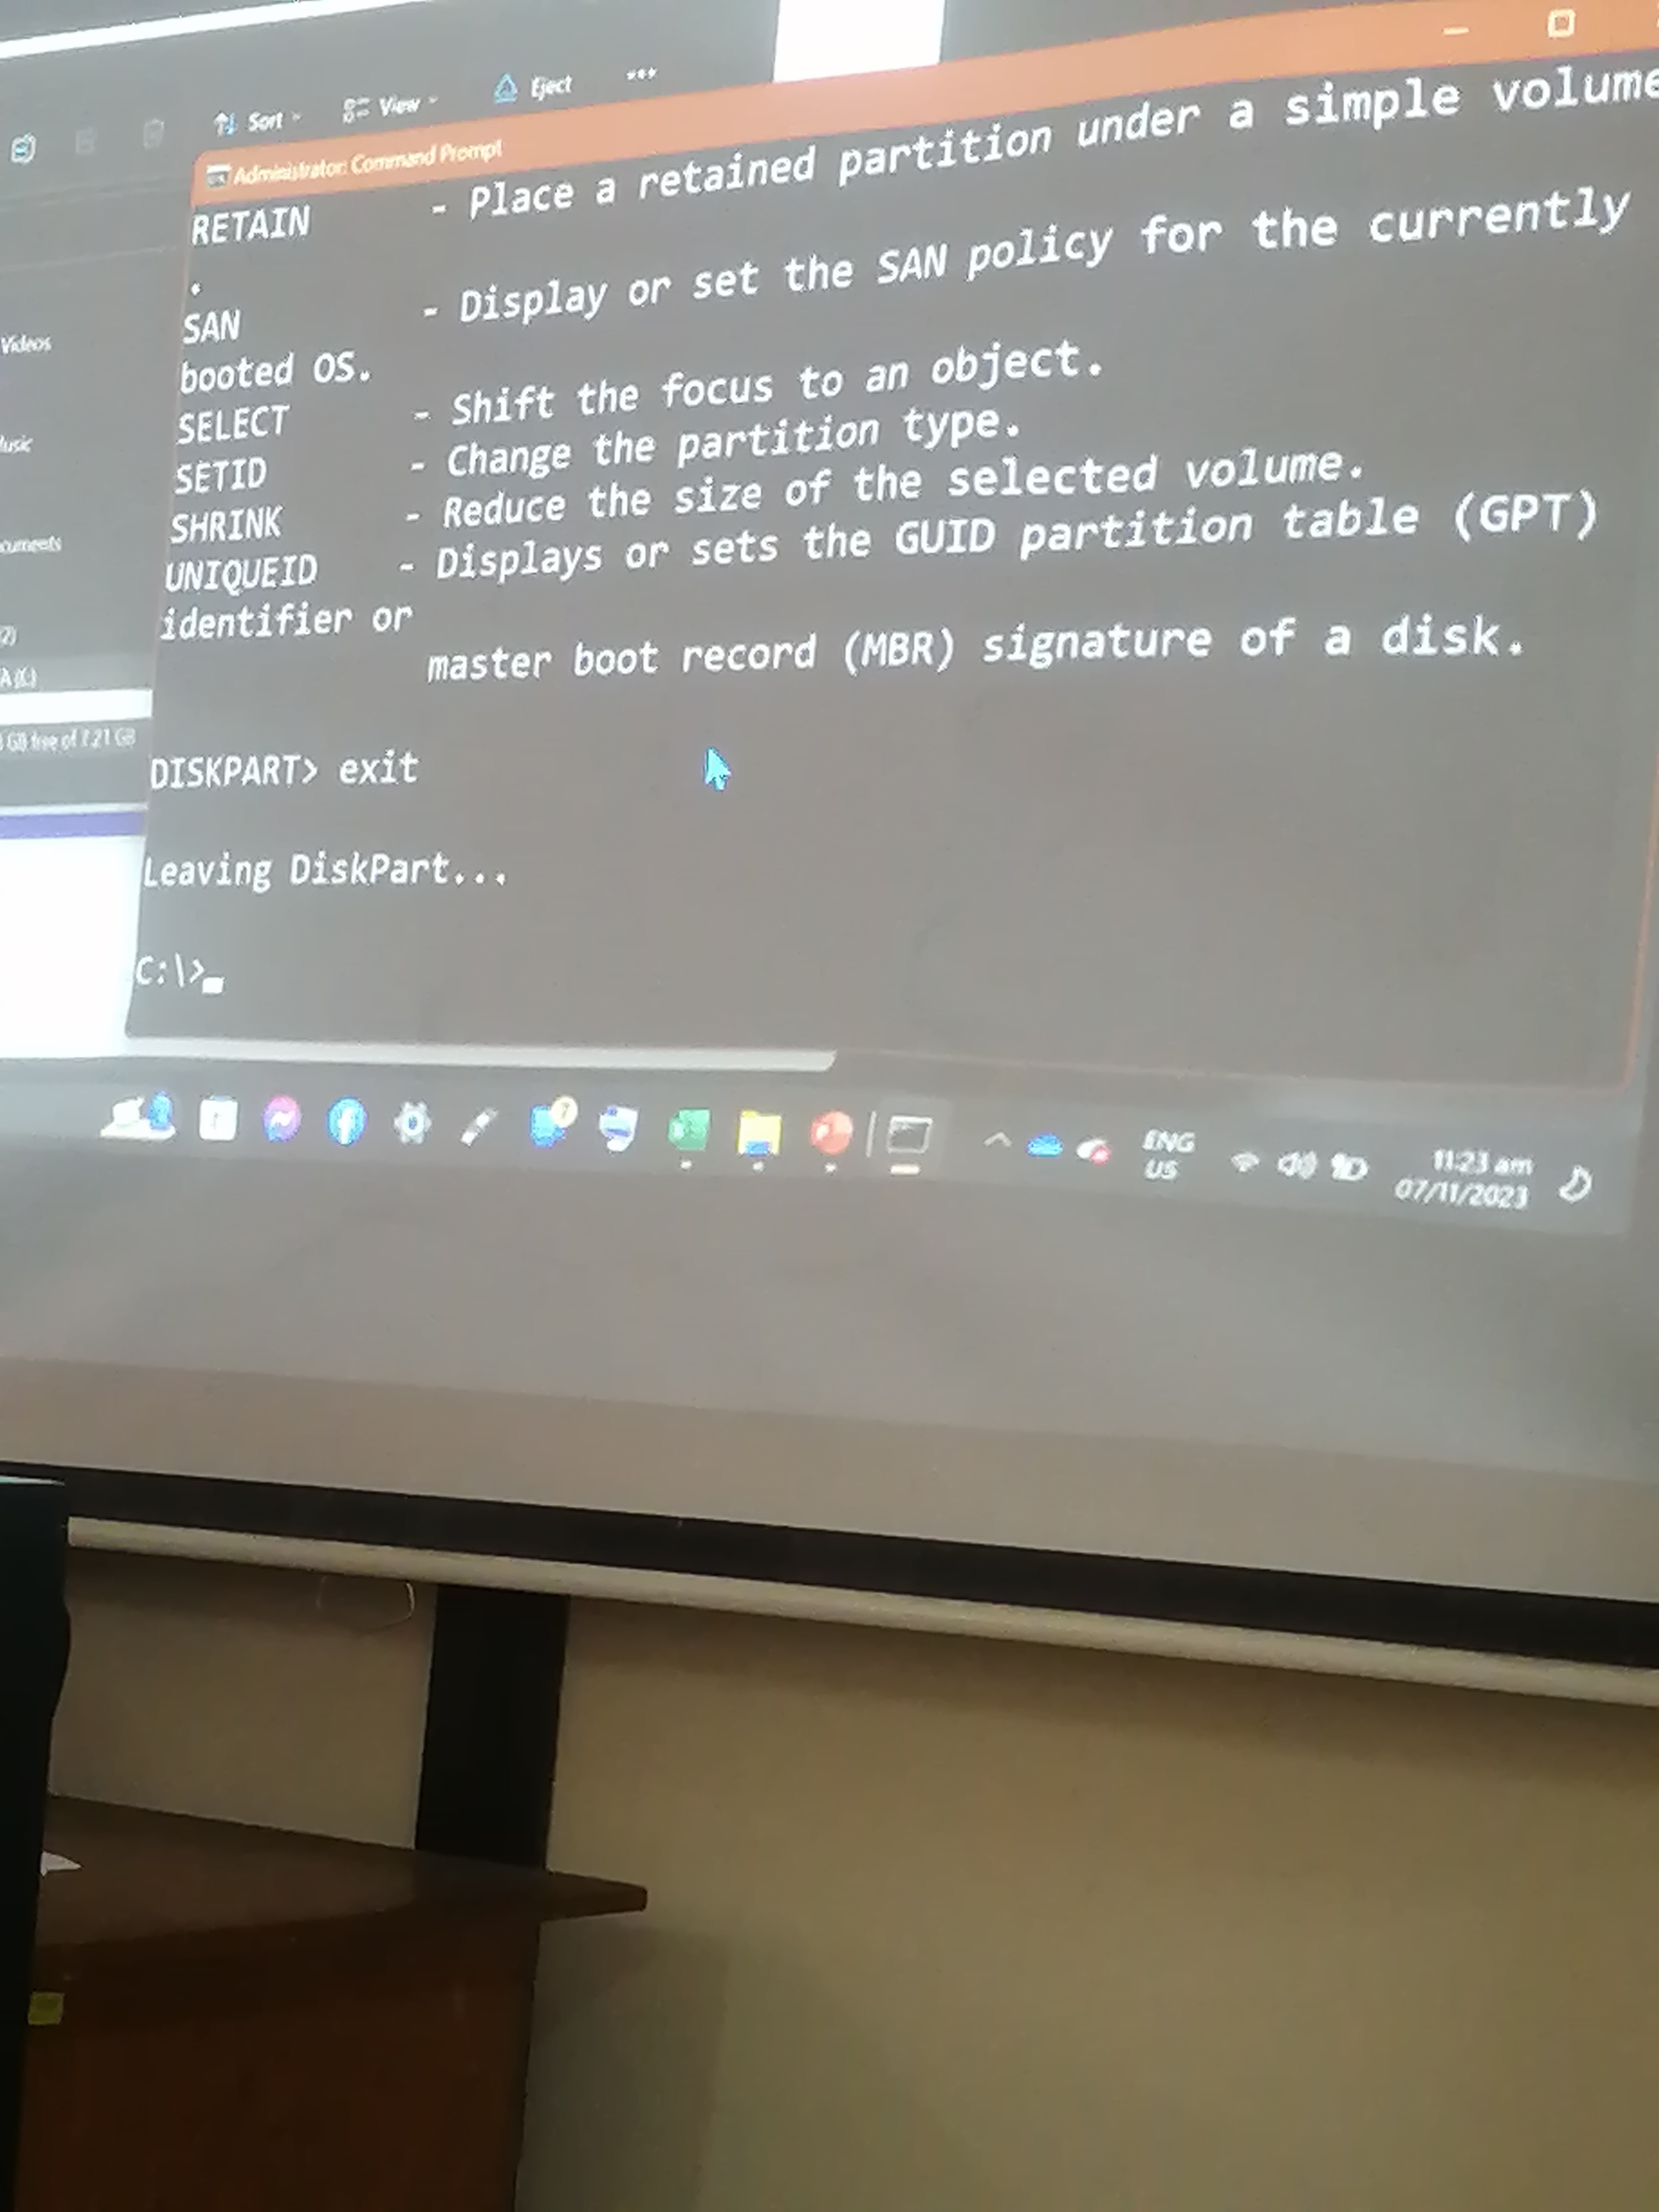 Sort View Eject
Administrator: Command Prompt
RETAIN - Place a retained partition under a simple volume
.
SAN - Display or set the SAN policy for the currently
booted OS.
SELECT - Shift the focus to an object.
SETID - Change the partition type.
SHRINK - Reduce the size of the selected volume.
UNIQUEID - Displays or sets the GUID partition table (GPT)
identifier or
master boot record (MBR) signature of a disk.
Videos
GB free of 7.21 GB
DISKPART> exit
Leaving DiskPart...
C:\>
ENG
US
11:23 am
07/11/2023